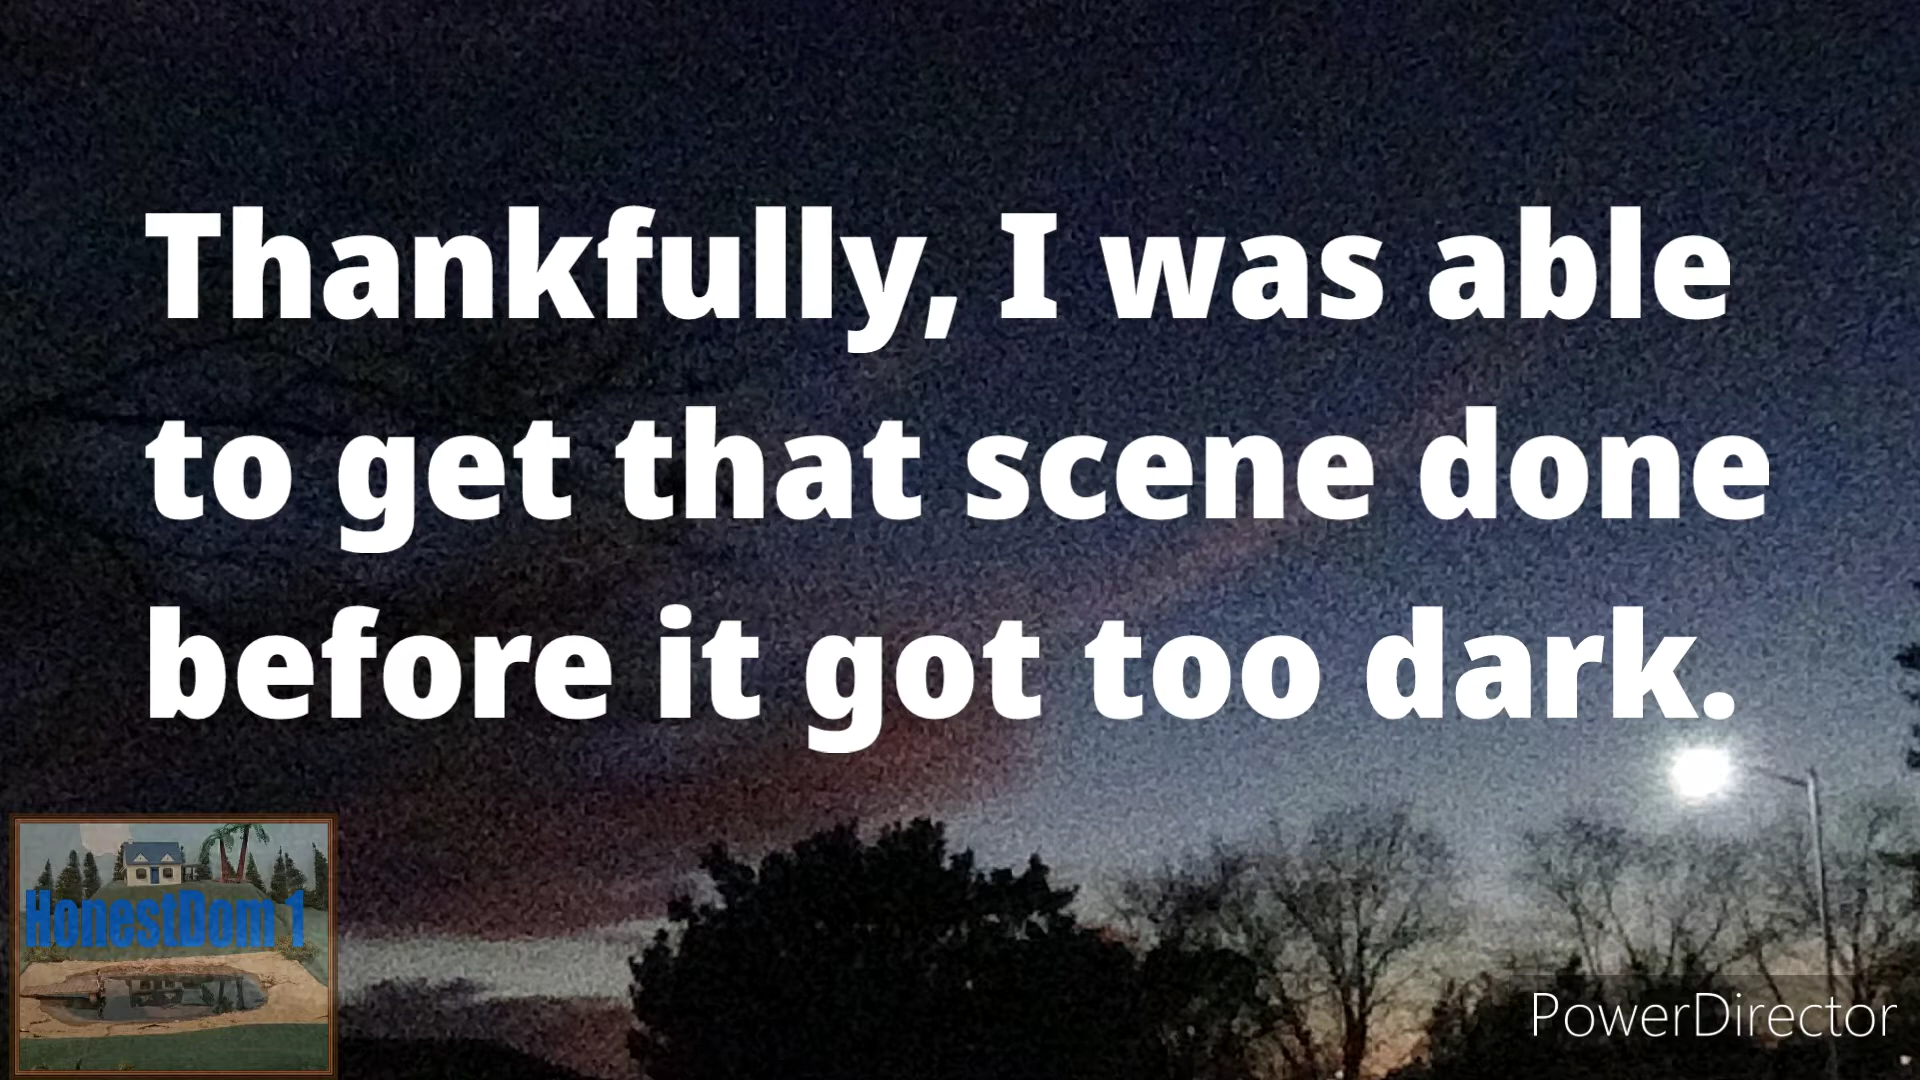 Thankfully, I was able
to get that scene done
before it got too dark.
HonestDom 1
PowerDirector